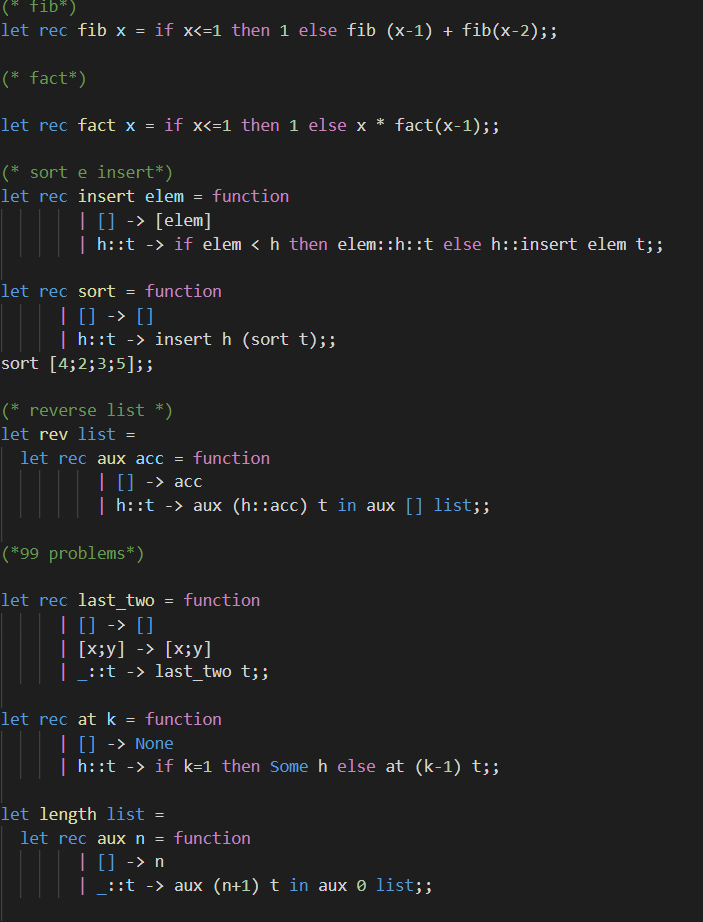 (* fib*)
let rec fib x = if x<=1 then 1 else fib (x-1) + fib(x-2);;
(* fact*)
let rec fact x = if x<=1 then 1 else x * fact(x-1);;
(* sort e insert*)
let rec insert elem = function
| [] -> [elem]
| h::t -> if elem < h then elem::h::t else h::insert elem t;;
let rec sort = function
| [] -> []
| h::t -> insert h (sort t);;
sort [4;2;3;5];;
(* reverse list *)
let rev list =
let rec aux acc = function
| [] -> acc
| h::t -> aux (h::acc) t in aux [] list;;
(*99 problems*)
let rec last_two = function
| [] -> []
| [x;y] -> [x;y]
| _::t -> last_two t;;
let rec at k = function
| [] -> None
| h::t -> if k=1 then Some h else at (k-1) t;;
let length list =
let rec aux n = function
| [] -> n
| _::t -> aux (n+1) t in aux 0 list;;